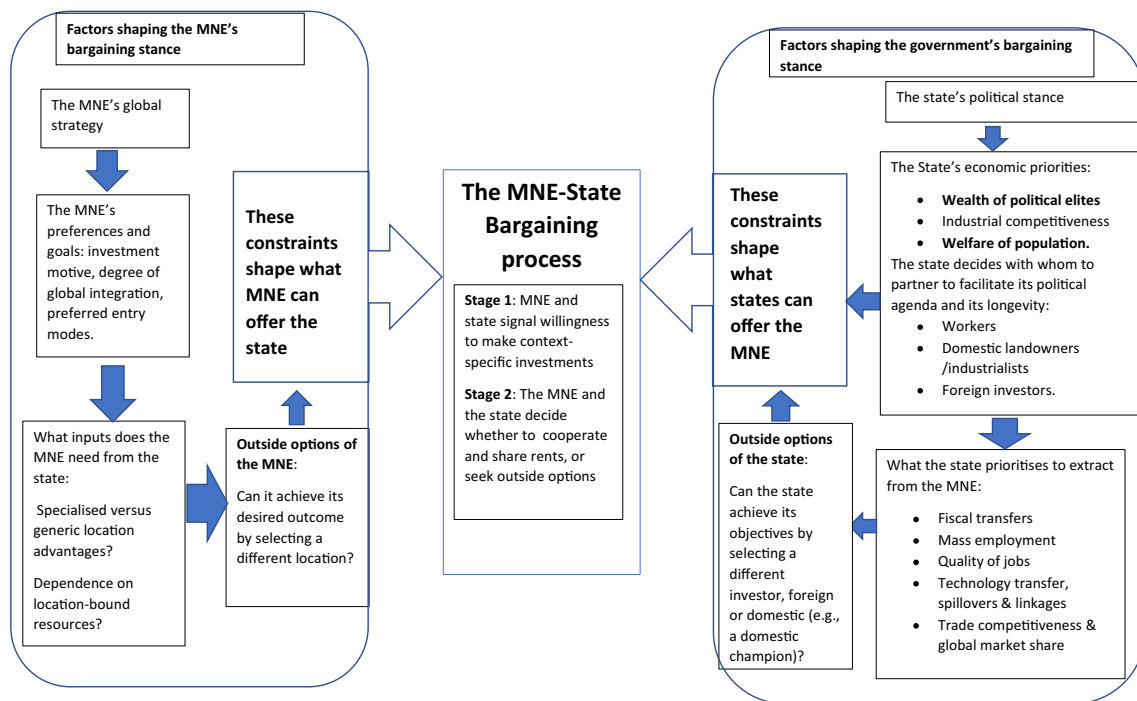 Factors shaping the MNE's
bargaining stance
The MNE's global
strategy
The MNE's
preferences and
goals: investment
motive, degree of
global integration,
preferred entry
modes.
What inputs does the
MNE need from the
state:
Specialised versus
generic location
advantages?
Dependence on
location-bound
resources?
These
constraints
shape what
MNE can
offer the
state
Outside options of
the MNE:
Can it achieve its
desired outcome
by selecting a
different location?
The MNE-State
Bargaining
process
Stage 1: MNE and
state signal willingness
to make context-
specific investments
Stage 2: The MNE and
the state decide
whether to cooperate
and share rents, or
seek outside options
Factors shaping the government's bargaining
stance
The state's political stance
The State's economic priorities:
• Wealth of political elites
• Industrial competitiveness
• Welfare of population.
The state decides with whom to
partner to facilitate its political
agenda and its longevity:
• Workers
• Domestic landowners
/industrialists
• Foreign investors.
These
constraints
shape
what
states can
offer the
MNE
Outside options
of the state:
Can the state
achieve its
objectives by
selecting a
different
investor, foreign
or domestic (e.g.,
a domestic
champion)?
What the state prioritises to extract
from the MNE:
• Fiscal transfers
• Mass employment
• Quality of jobs
• Technology transfer,
spillovers & linkages
• Trade competitiveness &
global market share